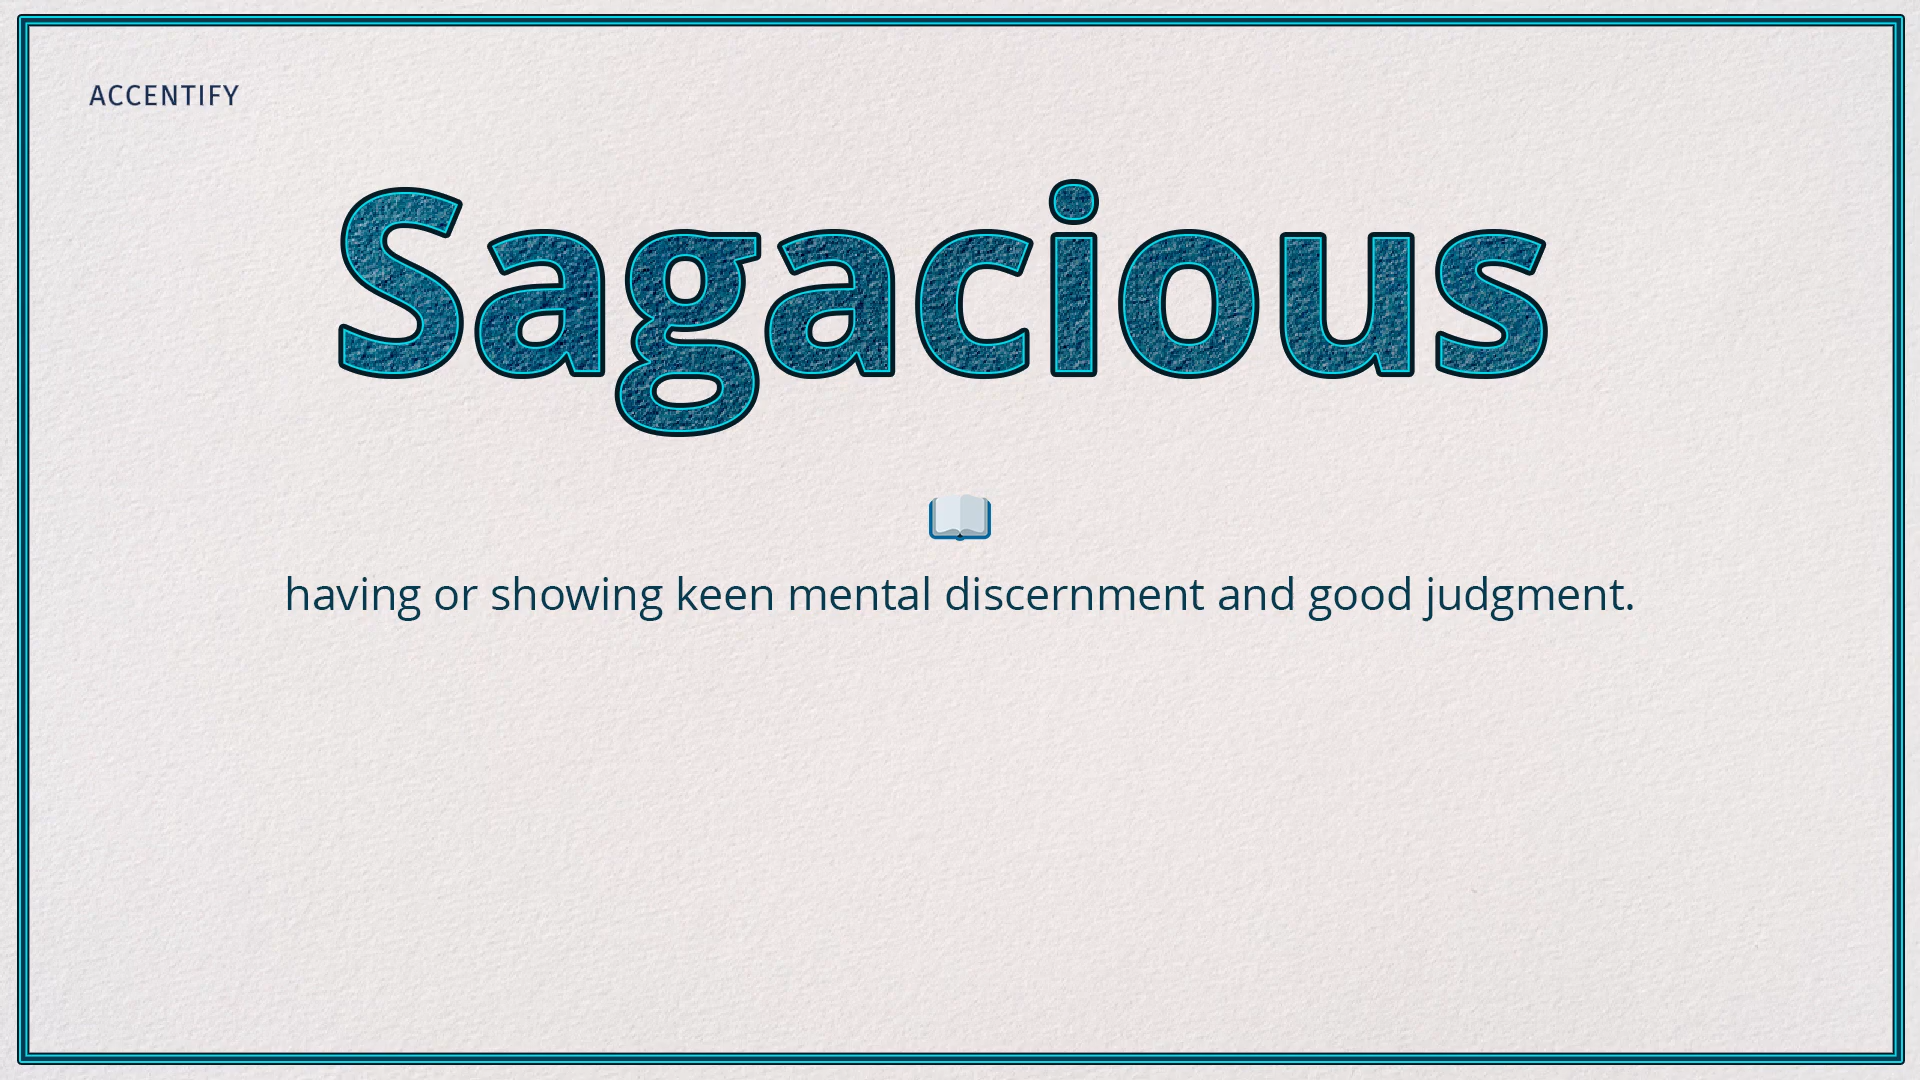 ACCENTIFY
Sagacious
📖
having or showing keen mental discernment and good judgment.